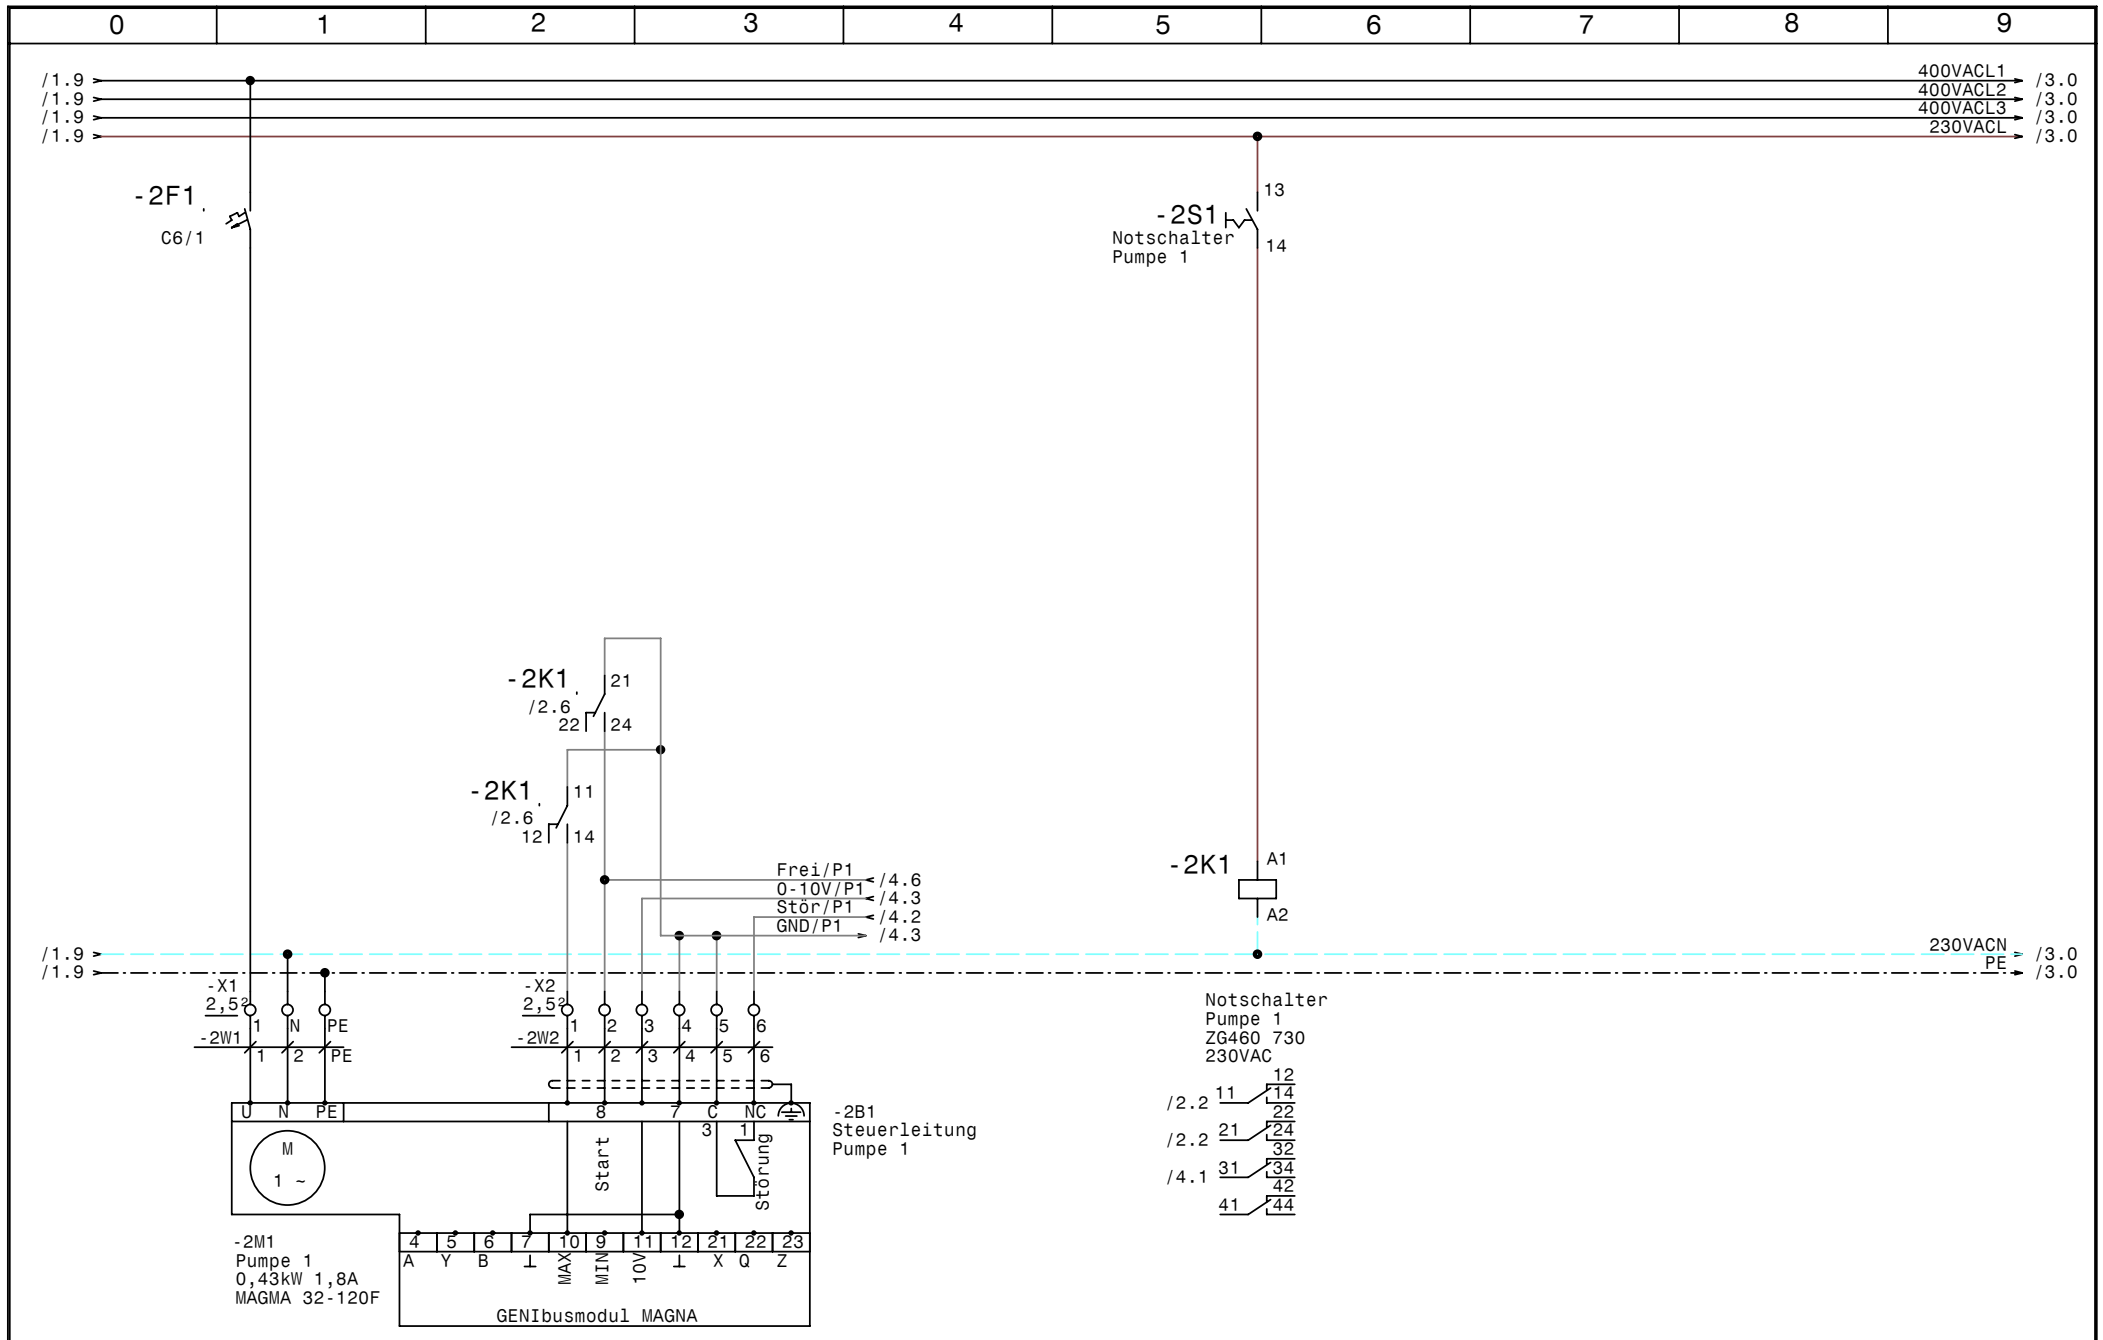 0 1 2 3 4 5 6 7 8 9
/1.9 400VACL1 /3.0
/1.9 400VACL2 /3.0
/1.9 400VACL3 /3.0
/1.9 230VACL /3.0
-2F1
C6/1
13
-2S1
Notschalter
Pumpe 1
14
-2K1
21
/2.6
22 24
-2K1
11
/2.6
12 14
Frei/P1 /4.6
0-10V/P1 /4.3
Stör/P1 /4.2
GND/P1 /4.3
-2K1
A1
A2
/1.9 230VACN /3.0
/1.9 PE /3.0
-X1
2,5²
1 N PE
-2W1
1 2 PE
-X2
2,5²
1 2 3 4 5 6
-2W2
1 2 3 4 5 6
Notschalter
Pumpe 1
ZG460 730
230VAC
12
/2.2 11 14
22
/2.2 21 24
32
/4.1 31 34
42
41 44
U N PE 8 7 C NC
3 1
-2B1
Steuerleitung
Pumpe 1
M
1 ~
Start
Störung
-2M1
Pumpe 1
0,43kW 1,8A
MAGMA 32-120F
4 5 6 7 10 9 11 12 21 22 23
A Y B ⊥ MAX MIN 10V ⊥ X Q Z
GENIbusmodul MAGNA